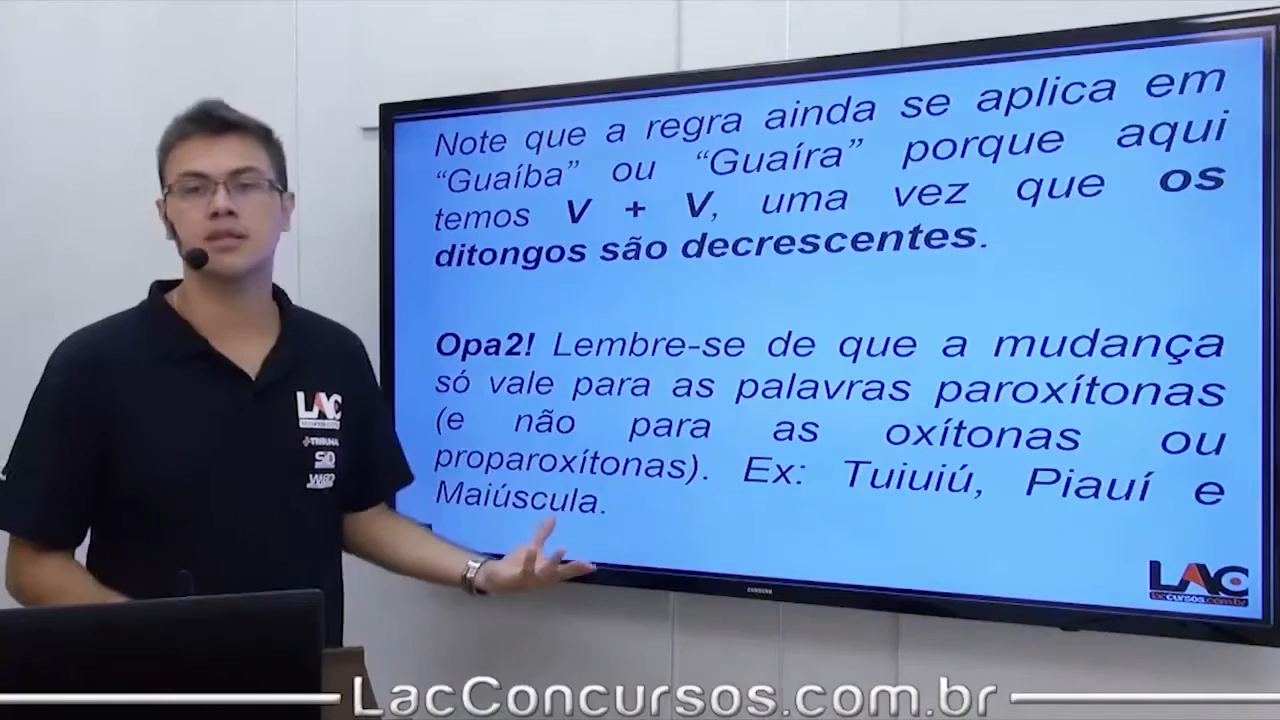 Note que a regra ainda se aplica em
“Guaíba” ou “Guaíra” porque aqui
temos V + V, uma vez que os
ditongos são decrescentes.
Opa2! Lembre-se de que a mudança
só vale para as palavras paroxítonas
(e não para as oxítonas ou
proparoxítonas). Ex: Tuiuiú, Piauí e
Maiúscula.
LAC
SAMSUNG
LAC
LacConcursos.com.br